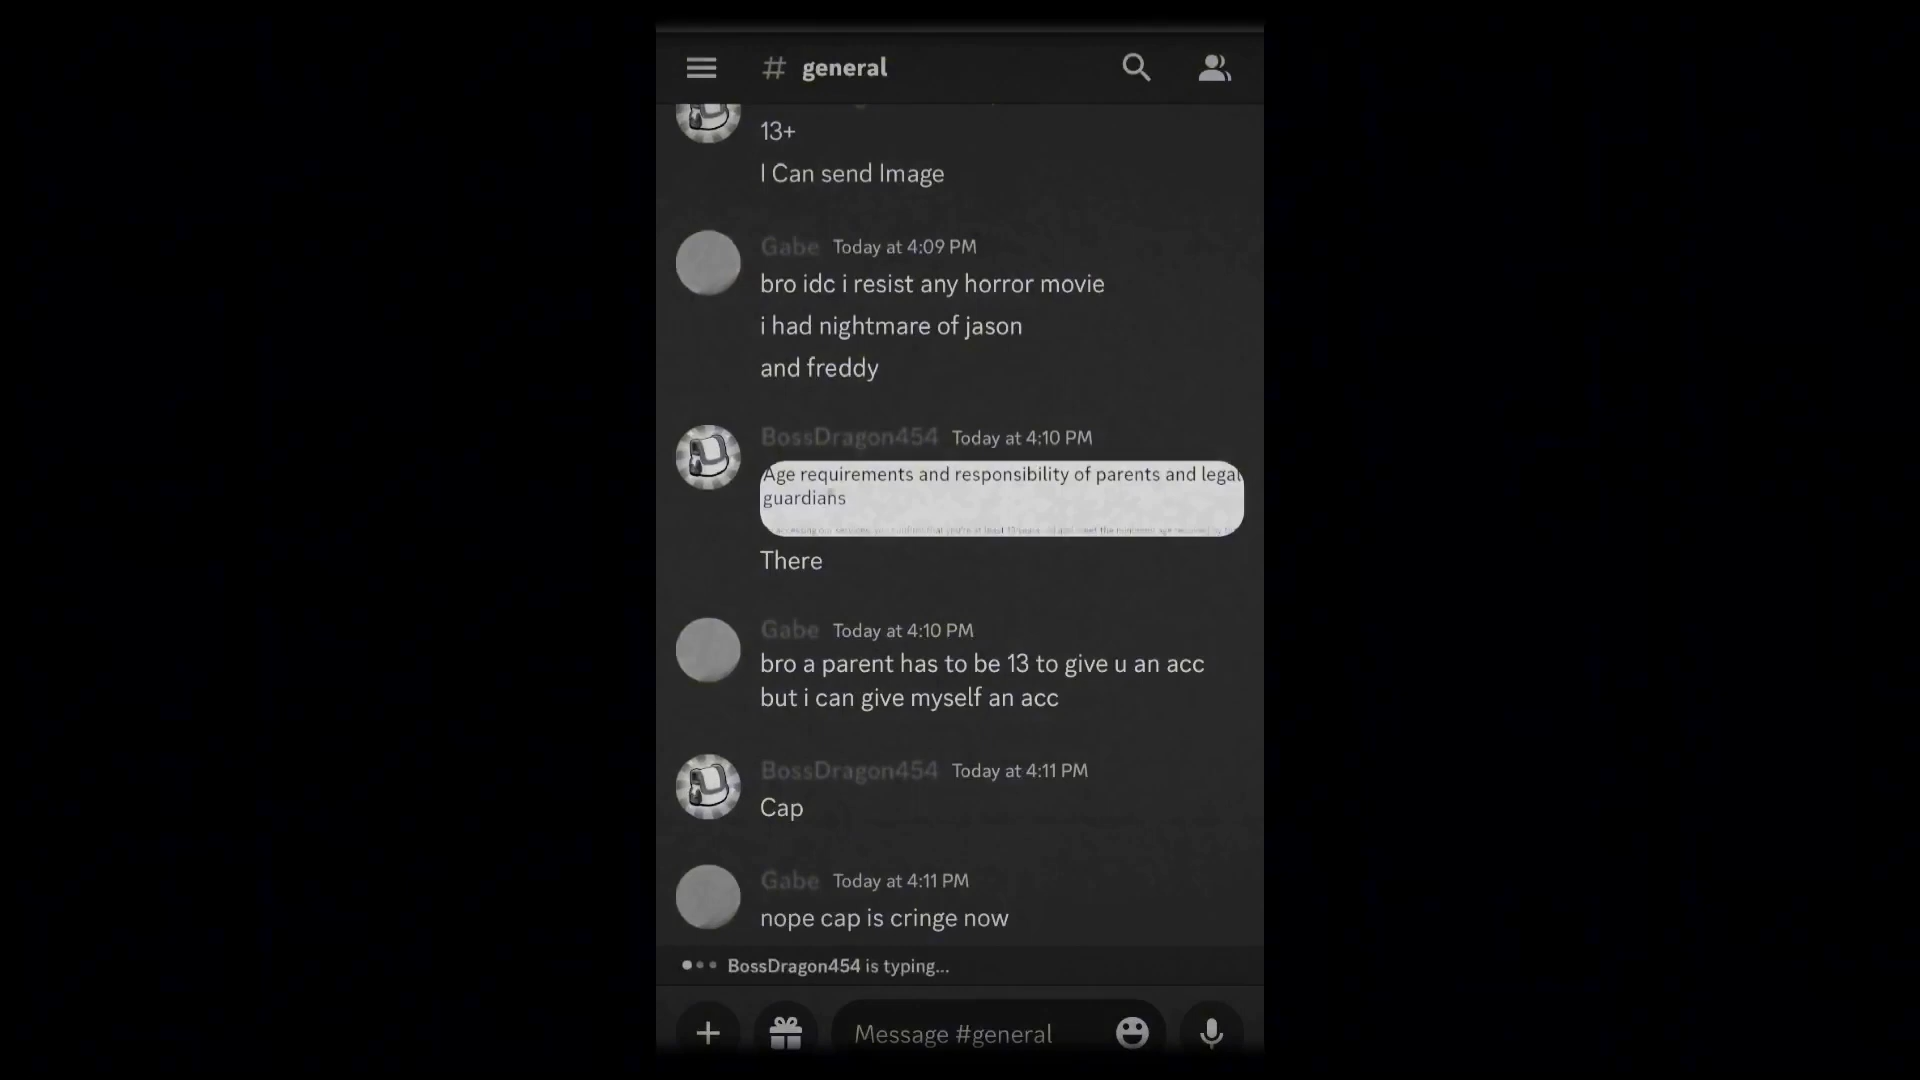 # general
13+
I Can send Image
Gabe Today at 4:09 PM
bro idc i resist any horror movie
i had nightmare of jason
and freddy
BossDragon454 Today at 4:10 PM
Age requirements and responsibility of parents and legal
guardians
There
Gabe Today at 4:10 PM
bro a parent has to be 13 to give u an acc
but i can give myself an acc
BossDragon454 Today at 4:11 PM
Cap
Gabe Today at 4:11 PM
nope cap is cringe now
BossDragon454 is typing...
Message #general